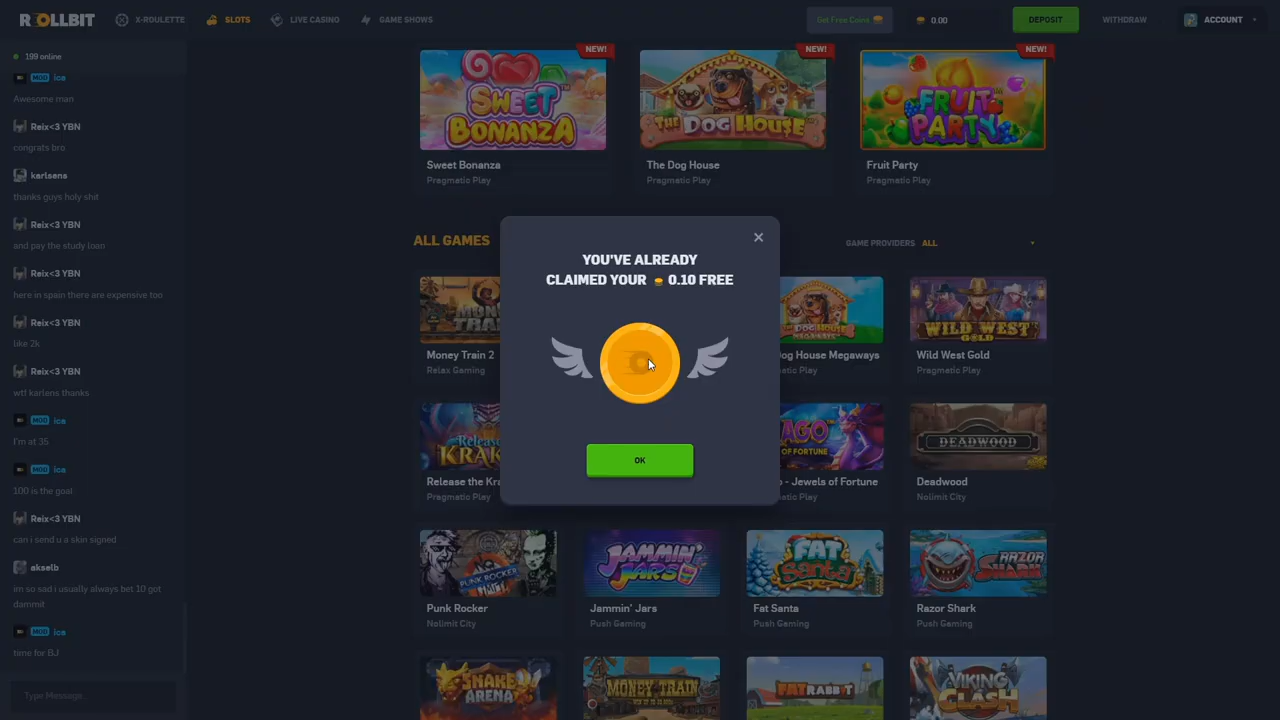 ROLLBIT
X-ROULETTE
SLOTS
LIVE CASINO
GAME SHOWS
Get Free Coins
0.00
DEPOSIT
WITHDRAW
ACCOUNT
199 online
MOD ica
Awesome man
Reix<3 YBN
congrats bro
karlsens
thanks guys holy shit
Reix<3 YBN
and pay the study loan
Reix<3 YBN
here in spain there are expensive too
Reix<3 YBN
like 2k
Reix<3 YBN
wtf karlens thanks
MOD ica
I'm at 35
MOD ica
100 is the goal
Reix<3 YBN
can i send u a skin signed
akselb
im so sad i usually always bet 10 got
dammit
MOD ica
time for BJ
Type Message...
NEW!
NEW!
NEW!
SWEET
BONANZA
THE DOG HOUSE
FRUIT
PARTY
Sweet Bonanza
The Dog House
Fruit Party
Pragmatic Play
Pragmatic Play
Pragmatic Play
ALL GAMES
GAME PROVIDERS ALL
YOU'VE ALREADY
CLAIMED YOUR 0.10 FREE
OK
WILD WEST
GOLD
Money Train 2
Dog House Megaways
Wild West Gold
Relax Gaming
Pragmatic Play
OF FORTUNE
DEADWOOD
Release the Kra
- Jewels of Fortune
Deadwood
Pragmatic Play
Nolimit City
PUNK ROCKER
JAMMIN'
JARS
FAT
Santa
RAZOR
SHARK
Punk Rocker
Jammin' Jars
Fat Santa
Razor Shark
Nolimit City
Push Gaming
Push Gaming
Push Gaming
SNAKE
ARENA
MONEY TRAIN
FAT RABBIT
VIKING
CLASH